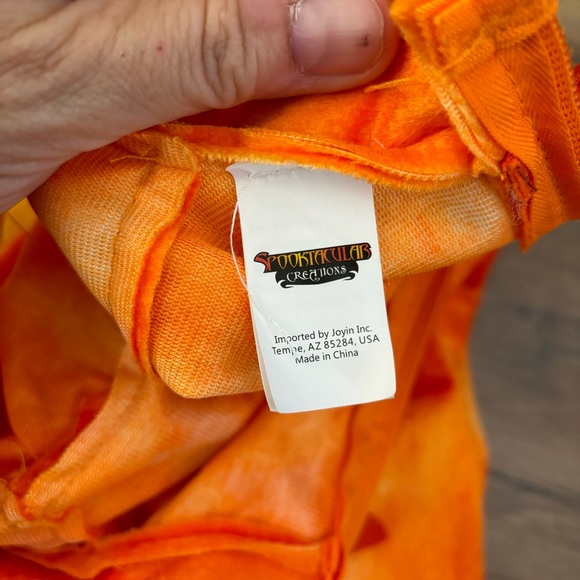 SPOOKTACULAR
CREATIONS
Imported by Joyin Inc.
Tempe, AZ 85284, USA
Made in China